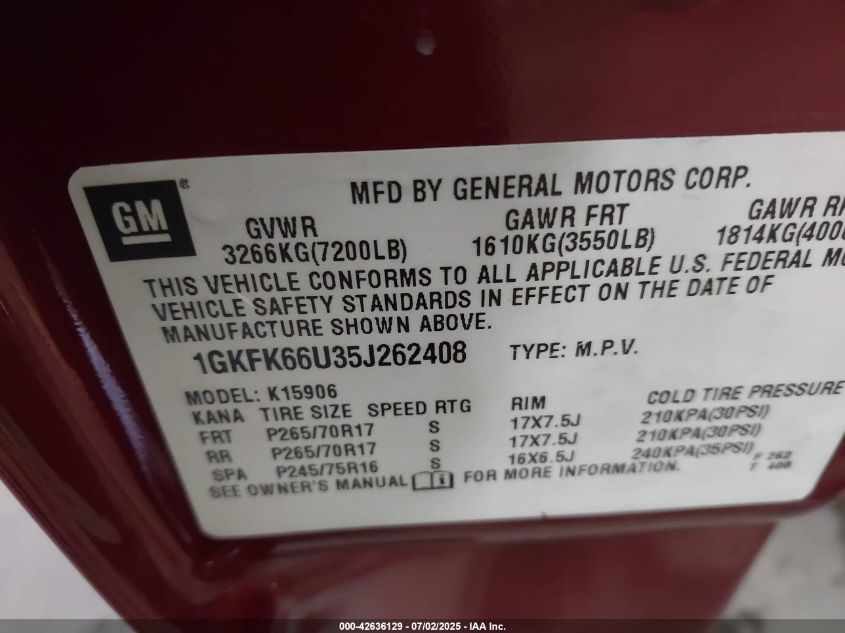 GM
®
MFD BY GENERAL MOTORS CORP.
GVWR GAWR FRT GAWR
3266KG(7200LB) 1610KG(3550LB)
THIS VEHICLE CONFORMS TO ALL APPLICABLE U.S. FEDERAL
VEHICLE SAFETY STANDARDS IN EFFECT ON THE DATE OF
MANUFACTURE SHOWN ABOVE.
1GKFK66U35J262408 TYPE: M.P.V.
MODEL: K15906
KANA TIRE SIZE SPEED RTG RIM COLD TIRE PRESSURE
FRT P265/70R17 S 17X7.5J 210KPA(30PSI)
RR P265/70R17 S 17X7.5J 210KPA(30PSI)
SPA P245/75R16 S 16X6.5J 240KPA(35PSI)
SEE OWNER'S MANUAL FOR MORE INFORMATION.
F 262
T 408
000-42636129 - 07/02/2025 - IAA Inc.